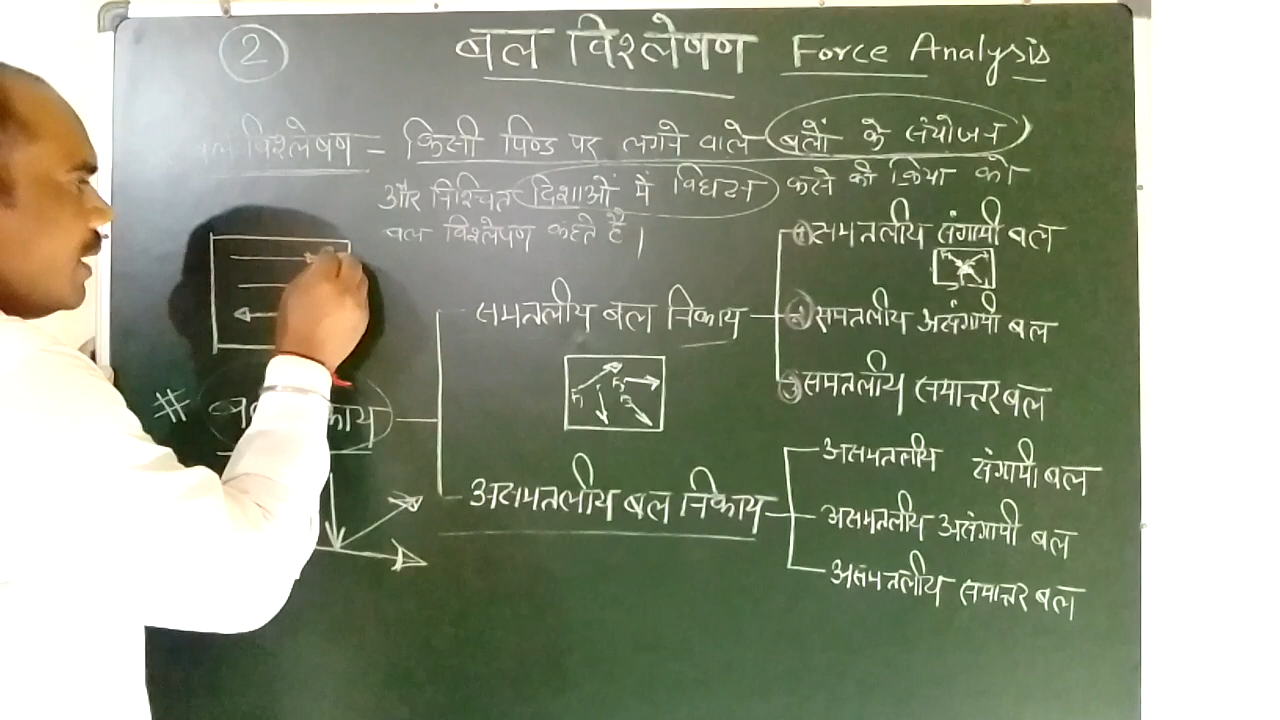 2
बल विश्लेषण Force Analysis
विश्लेषण - किसी पिण्ड पर लगने वाले बलों के संयोजन
और निश्चित दिशाओं में विघटन करने की क्रिया को
बल विश्लेषण कहते है।
① समतलीय संगामी बल
समतलीय बल निकाय
② समतलीय असंगामी बल
F₁ F₂
③ समतलीय समान्तर बल
#
असमतलीय संगामी बल
असमतलीय बल निकाय
असमतलीय असंगामी बल
असमतलीय समान्तर बल